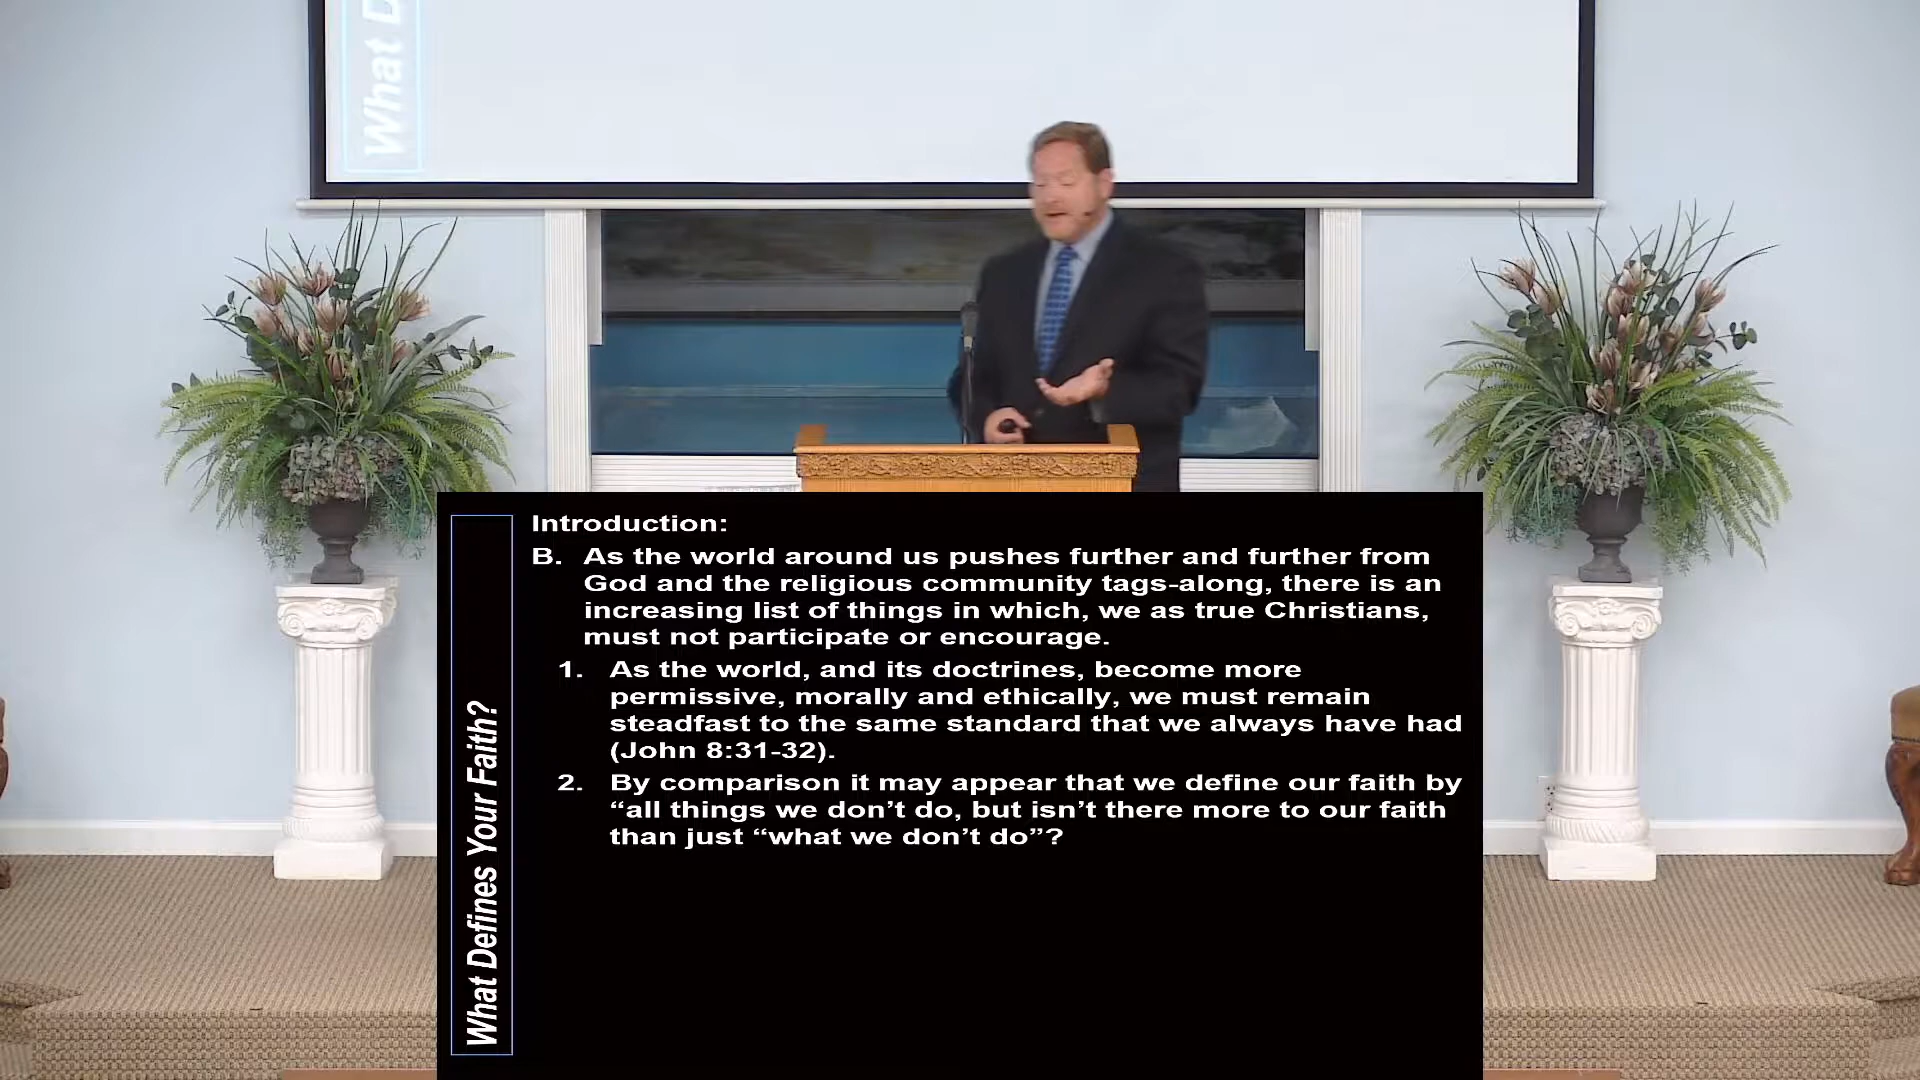 What D
Introduction:
B. As the world around us pushes further and further from
God and the religious community tags-along, there is an
increasing list of things in which, we as true Christians,
must not participate or encourage.
1. As the world, and its doctrines, become more
permissive, morally and ethically, we must remain
steadfast to the same standard that we always have had
(John 8:31-32).
2. By comparison it may appear that we define our faith by
“all things we don’t do, but isn’t there more to our faith
than just “what we don’t do”?
What Defines Your Faith?